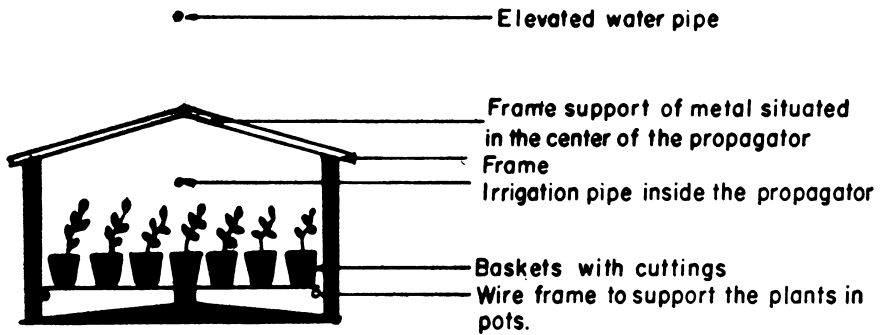 Elevated water pipe
Frame support of metal situated
in the center of the propagator
Frame
Irrigation pipe inside the propagator
Baskets with cuttings
Wire frame to support the plants in
pots.